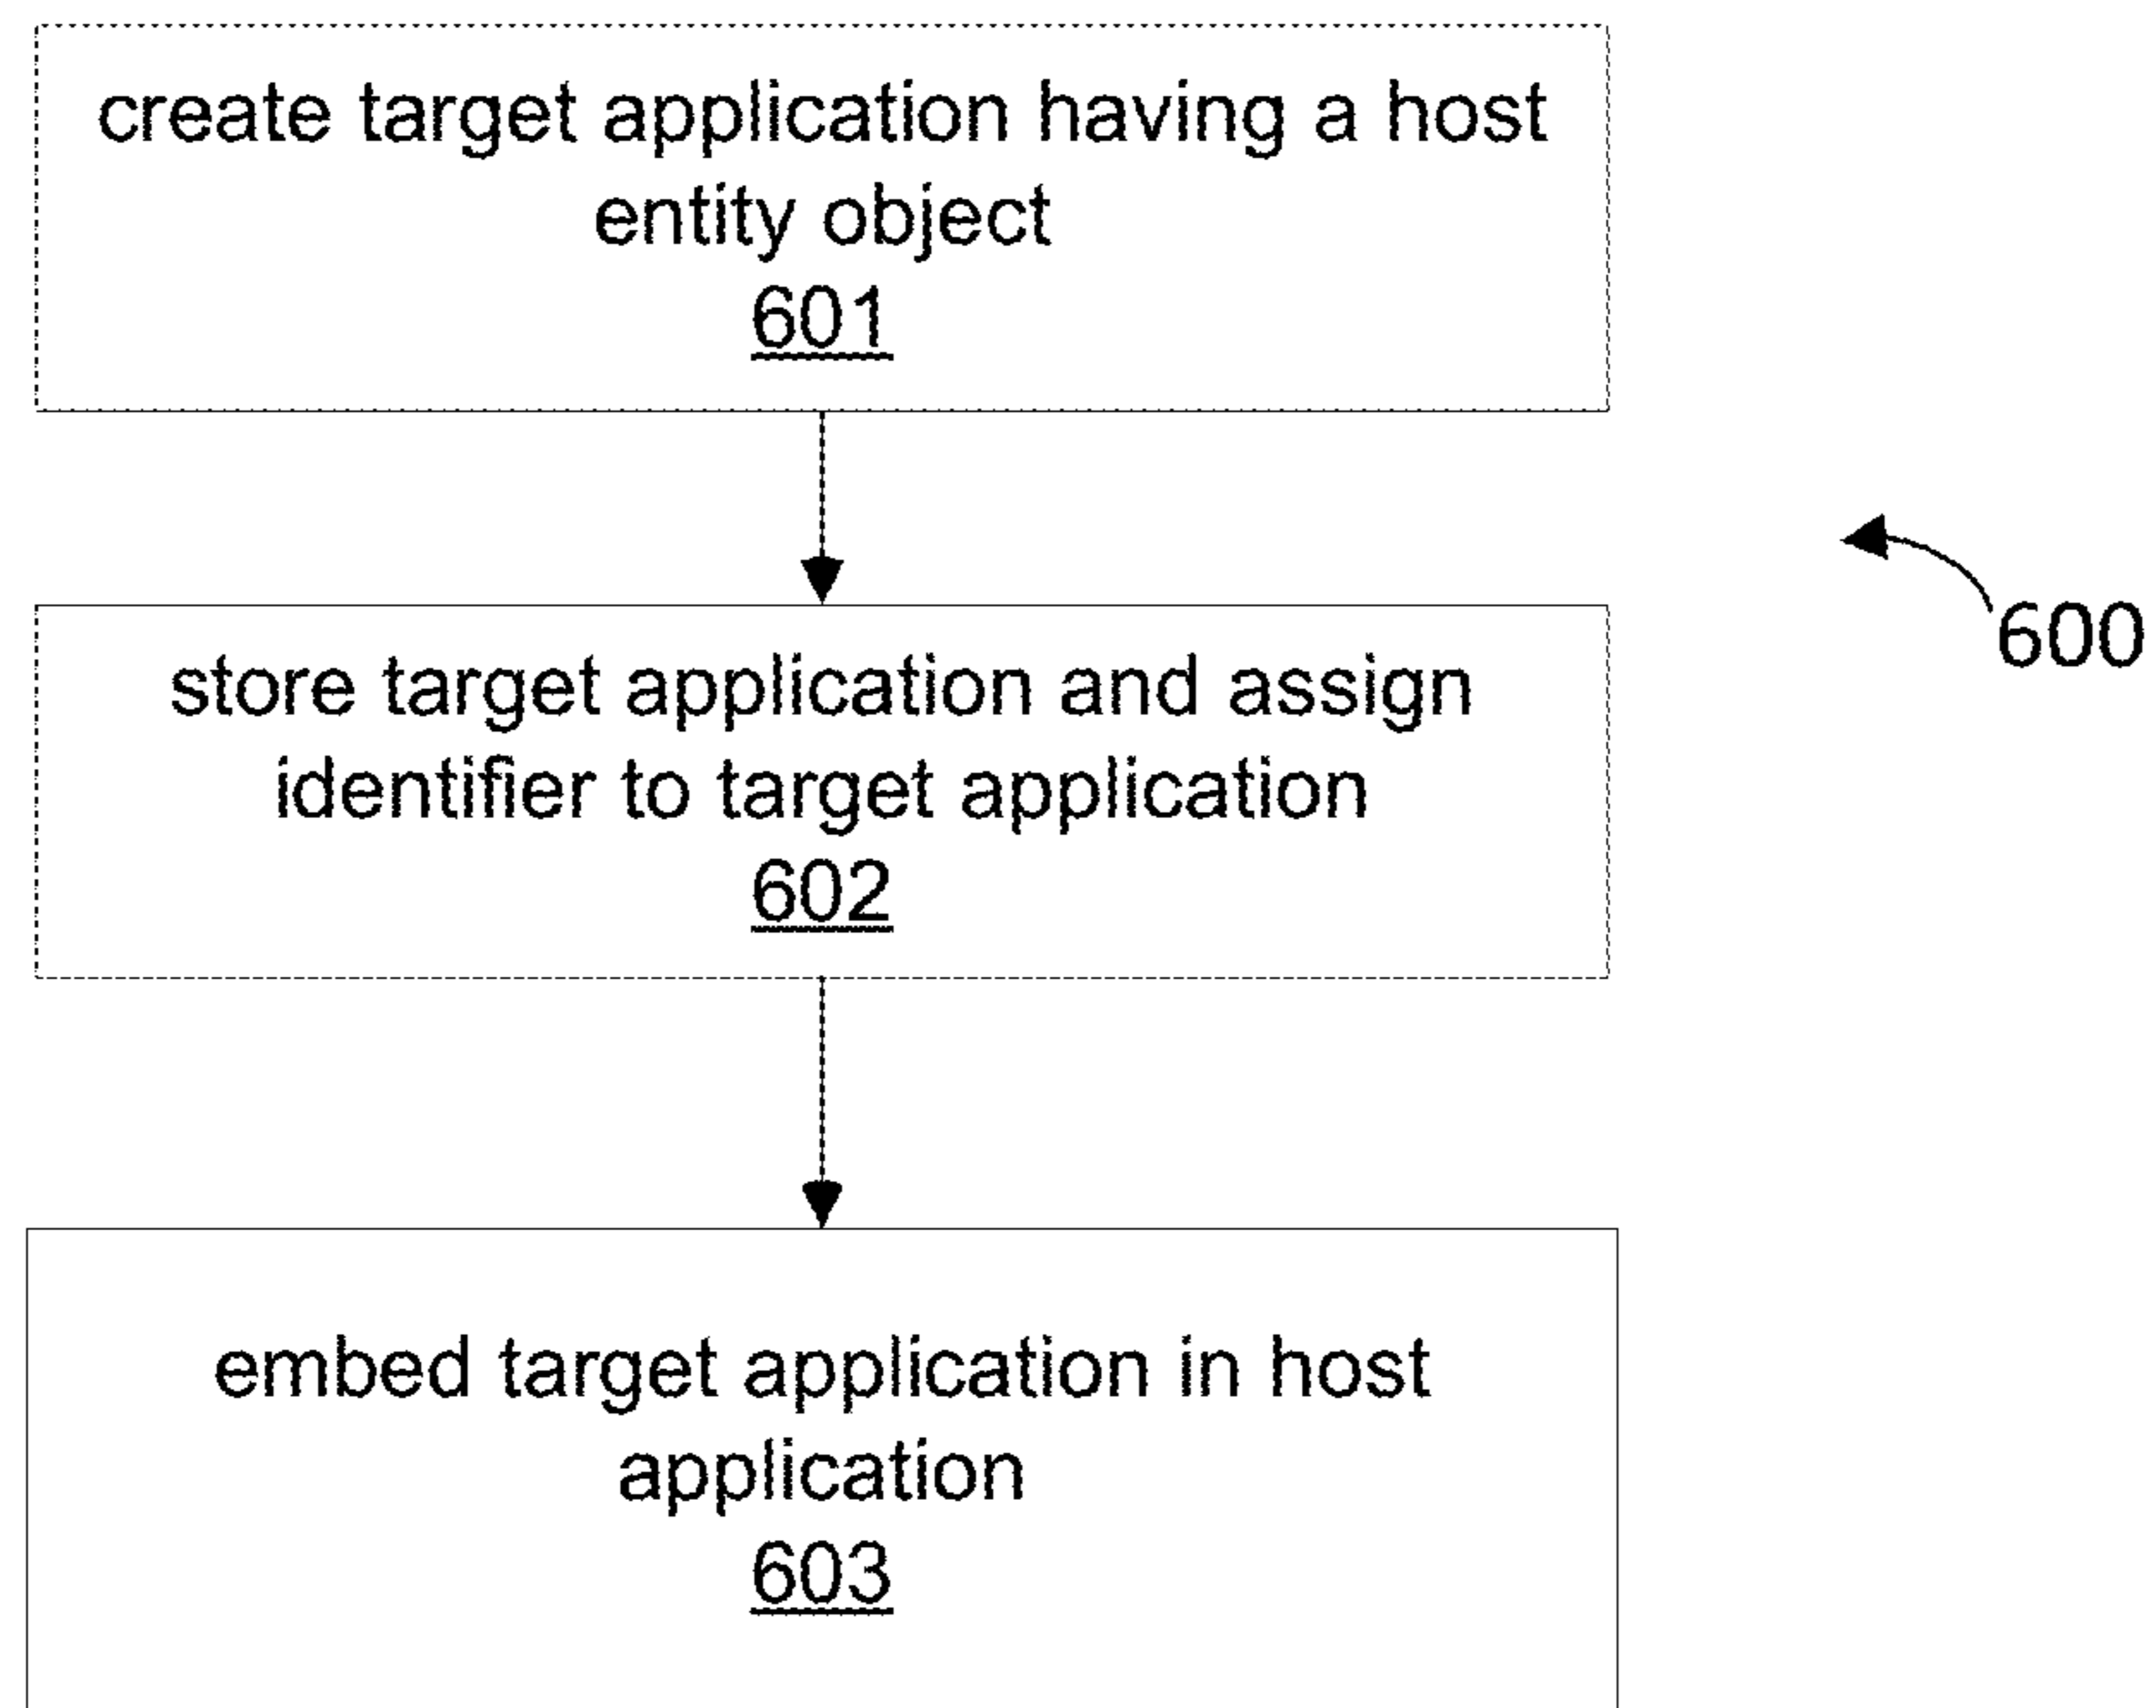 create target application having a host
entity object
601
600
store target application and assign
identifier to target application
602
embed target application in host
application
603